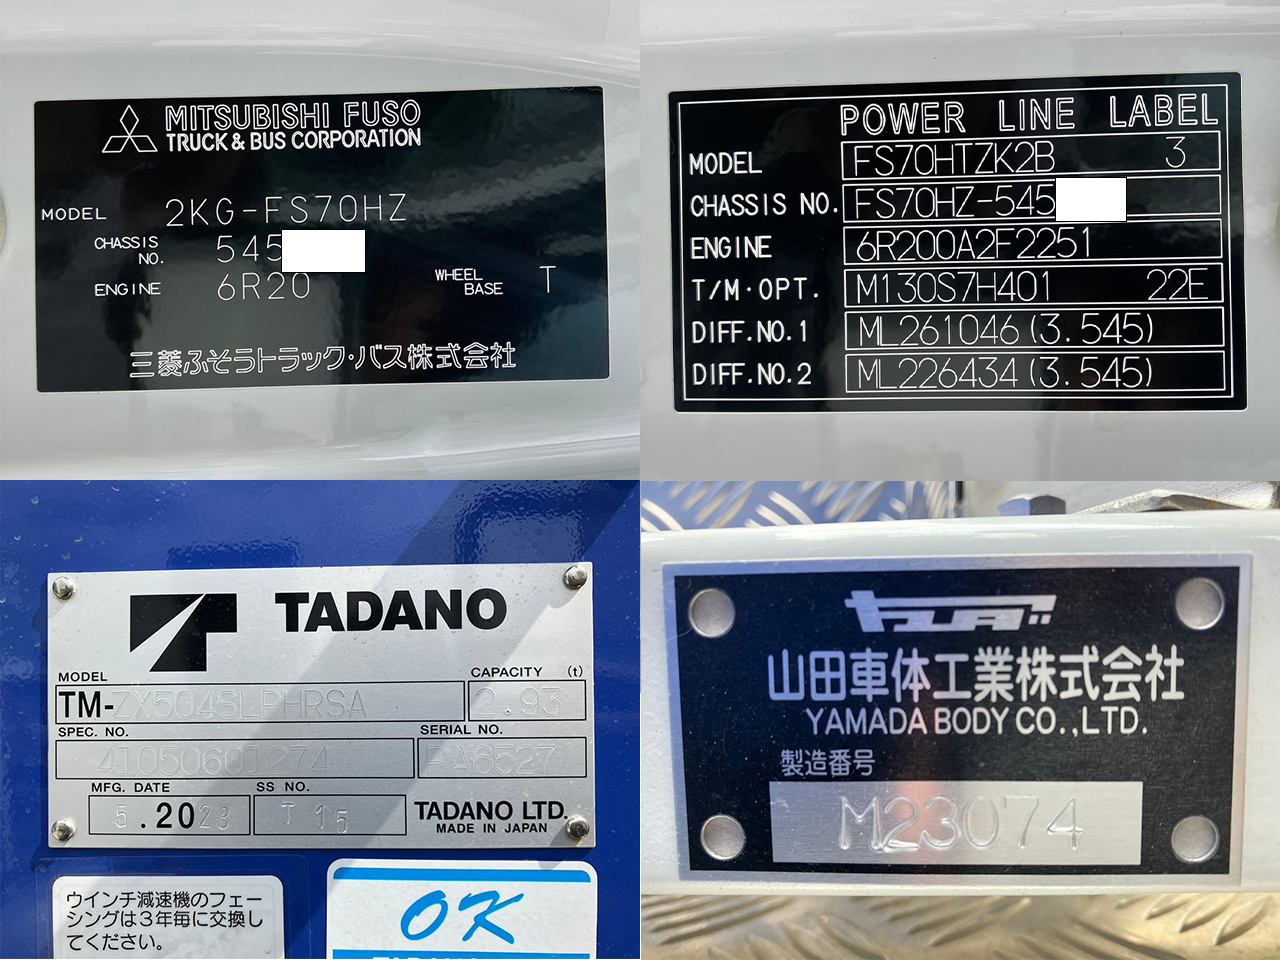 MITSUBISHI FUSO
TRUCK & BUS CORPORATION
MODEL 2KG-FS70HZ
CHASSIS NO. 545
ENGINE 6R20 WHEEL BASE T
三菱ふそうトラック・バス株式会社
POWER LINE LABEL
MODEL FS70HTZK2B 3
CHASSIS NO. FS70HZ-545
ENGINE 6R200A2F2251
T/M・OPT. M130S7H401 22E
DIFF.NO.1 ML261046(3.545)
DIFF.NO.2 ML226434(3.545)
TADANO
MODEL CAPACITY (t)
TM-ZX504SLPHRSA 2.93
SPEC. NO. SERIAL NO.
41050601274 PA6527
MFG. DATE SS NO.
5 .2023 T 15
TADANO LTD.
MADE IN JAPAN
ウインチ減速機のフェー
シングは3年毎に交換し
てください。
OK
山田車体工業株式会社
YAMADA BODY CO.,LTD.
製造番号
M23074